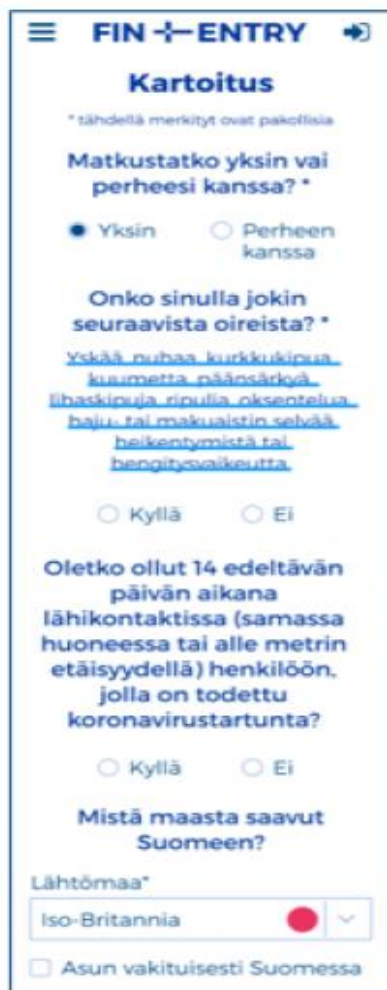 FIN ENTRY
Kartoitus
* tähdellä merkityt ovat pakollisia
Matkustatko yksin vai
perheesi kanssa? *
Yksin
Perheen
kanssa
Onko sinulla jokin
seuraavista oireista? *
Yskää, nuhaa, kurkkukipua,
kuumetta, päänsärkyä,
lihaskipuja, ripulia, oksentelua,
haju- tai makuaistin selvää
heikentymistä tai
hengitysvaikeutta
Kyllä
Ei
Oletko ollut 14 edeltävän
päivän aikana
lähikontaktissa (samassa
huoneessa tai alle metrin
etäisyydellä) henkilöön,
jolla on todettu
koronavirustartunta?
Kyllä
Ei
Mistä maasta saavut
Suomeen?
Lähtömaa*
Iso-Britannia
Asun vakituisesti Suomessa